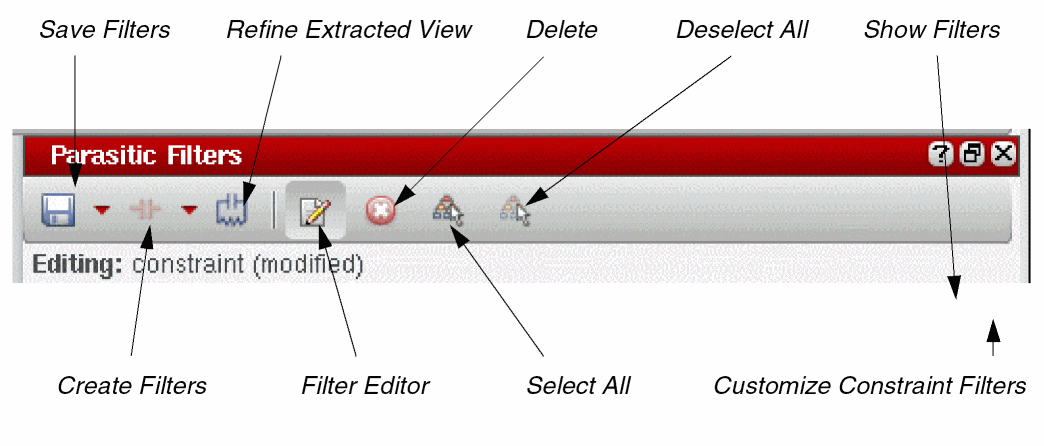 Save Filters Refine Extracted View Delete Deselect All Show Filters
Parasitic Filters ?
Editing: constraint (modified)
Create Filters Filter Editor Select All Customize Constraint Filters